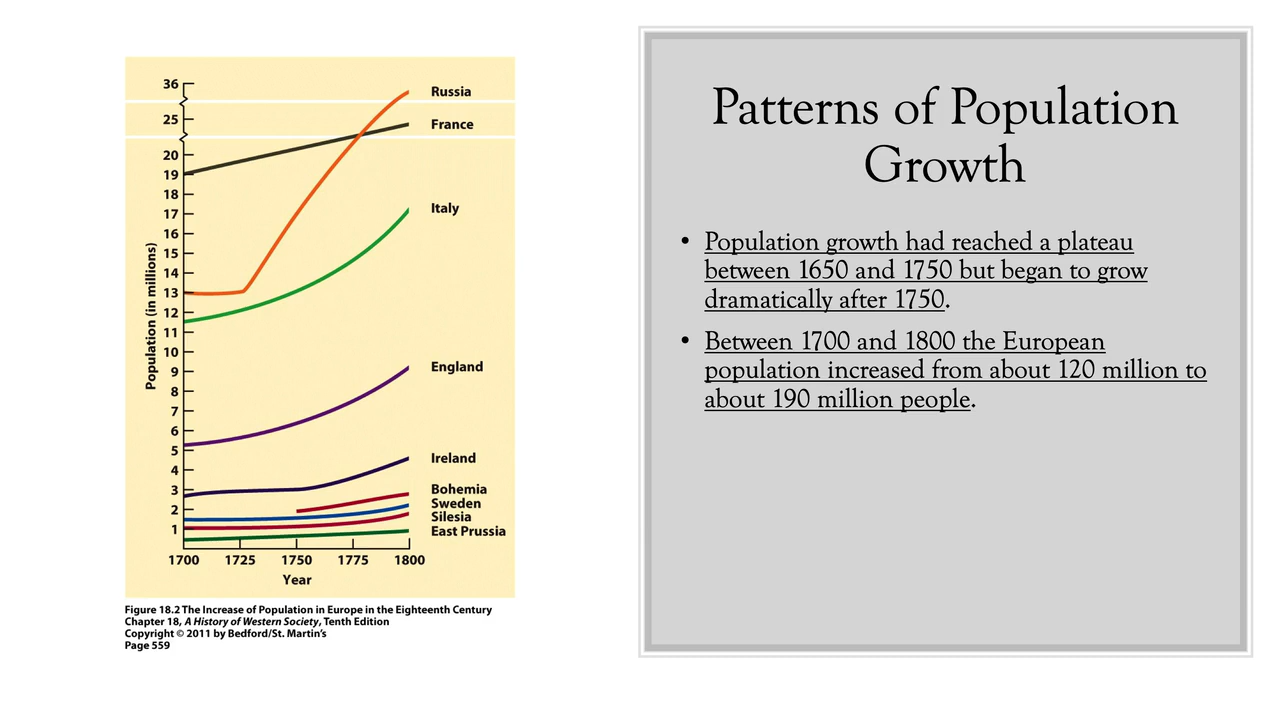 36
25
20
19
18
17
16
15
14
13
12
11
10
9
8
7
6
5
4
3
2
1
Population (in millions)
1700 1725 1750 1775 1800
Year
Russia
France
Italy
England
Ireland
Bohemia
Sweden
Silesia
East Prussia
Figure 18.2 The Increase of Population in Europe in the Eighteenth Century
Chapter 18, A History of Western Society, Tenth Edition
Copyright © 2011 by Bedford/St. Martin's
Page 559
Patterns of Population
Growth
• Population growth had reached a plateau
between 1650 and 1750 but began to grow
dramatically after 1750.
• Between 1700 and 1800 the European
population increased from about 120 million to
about 190 million people.